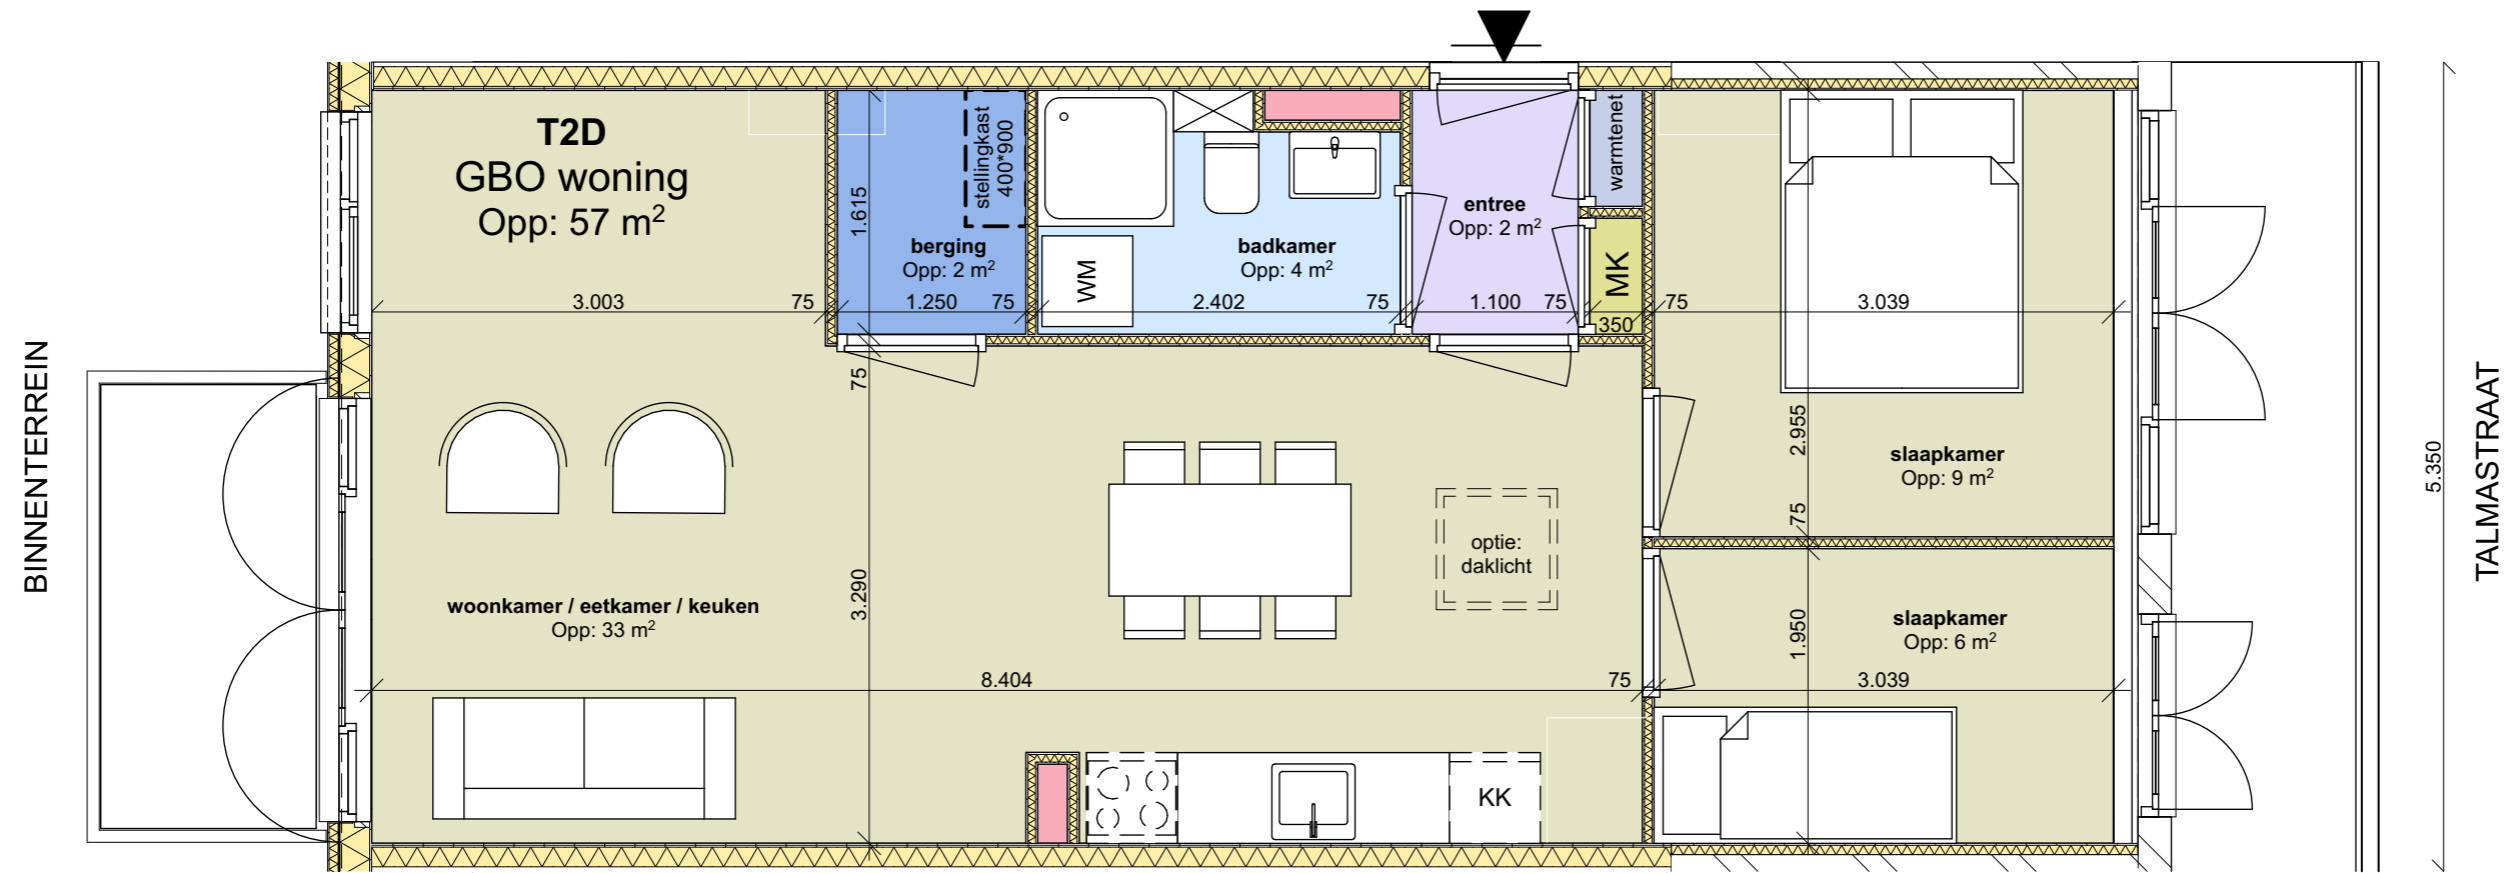 T2D
GBO woning
Opp: 57 m²
stellingkast
400*900
1.615
berging
Opp: 2 m²
WM
badkamer
Opp: 4 m²
entree
Opp: 2 m²
warmtenet
MK
3.003
75
1.250
75
2.402
75
1.100
75
350
75
3.039
BINNENTERREIN
75
2.955
slaapkamer
Opp: 9 m²
75
5.350
TALMASTRAAT
optie:
daklicht
3.290
woonkamer / eetkamer / keuken
Opp: 33 m²
1.950
slaapkamer
Opp: 6 m²
8.404
75
3.039
KK